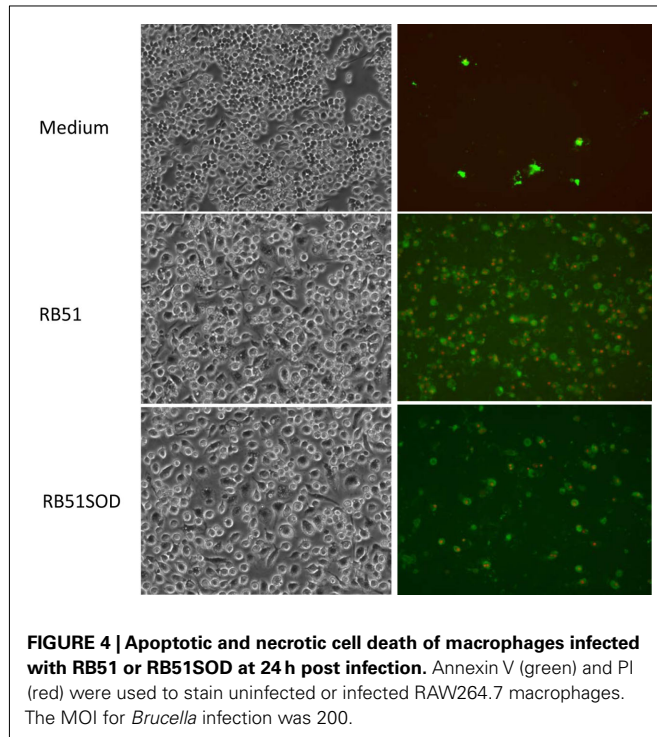 Medium
RB51
RB51SOD
FIGURE 4 | Apoptotic and necrotic cell death of macrophages infected
with RB51 or RB51SOD at 24 h post infection. Annexin V (green) and PI
(red) were used to stain uninfected or infected RAW264.7 macrophages.
The MOI for Brucella infection was 200.